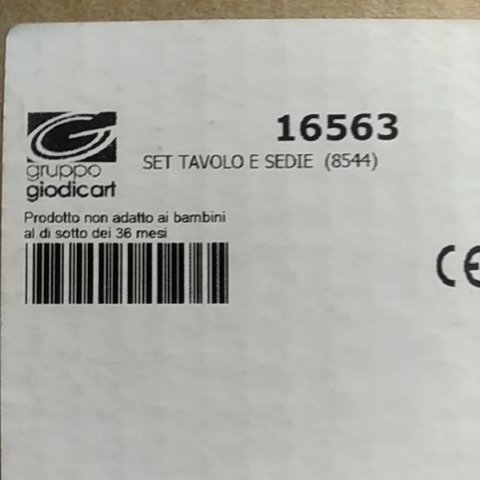 16563
SET TAVOLO E SEDIE (8544)
gruppo
giodicart
Prodotto non adatto ai bambini
al di sotto dei 36 mesi
CE